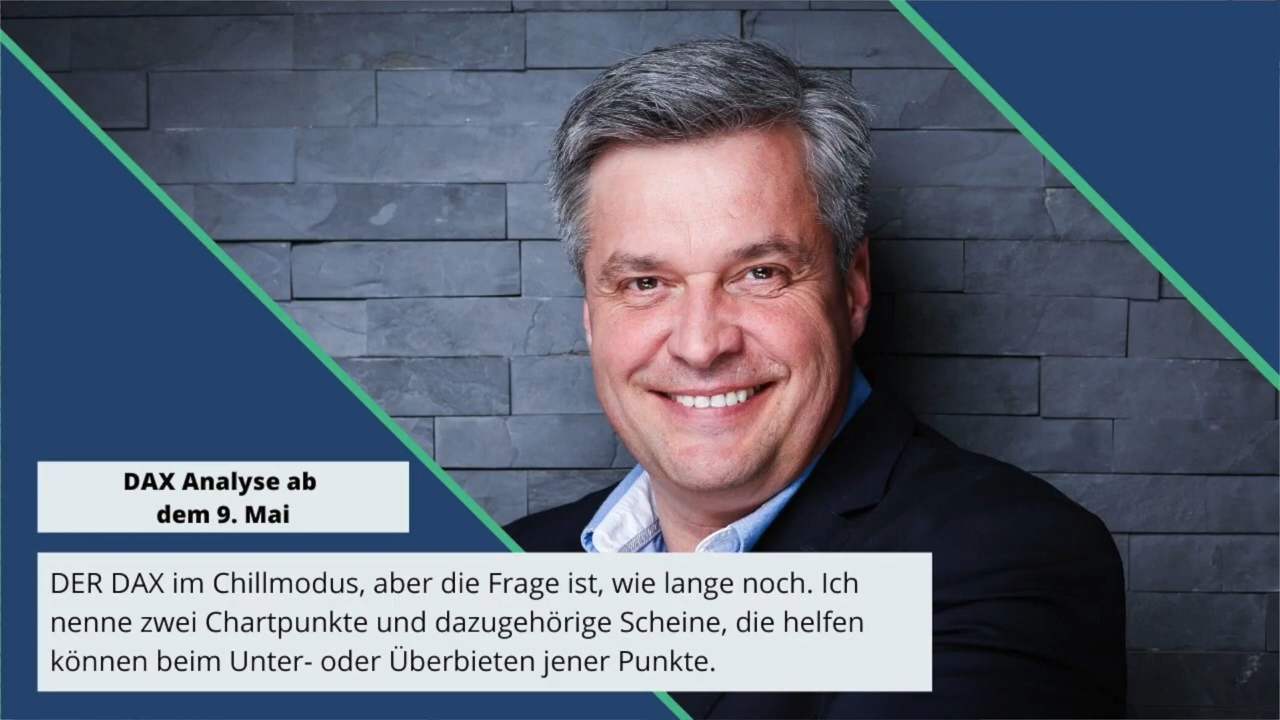 DAX Analyse ab
dem 9. Mai
DER DAX im Chillmodus, aber die Frage ist, wie lange noch. Ich
nenne zwei Chartpunkte und dazugehörige Scheine, die helfen
können beim Unter- oder Überbieten jener Punkte.